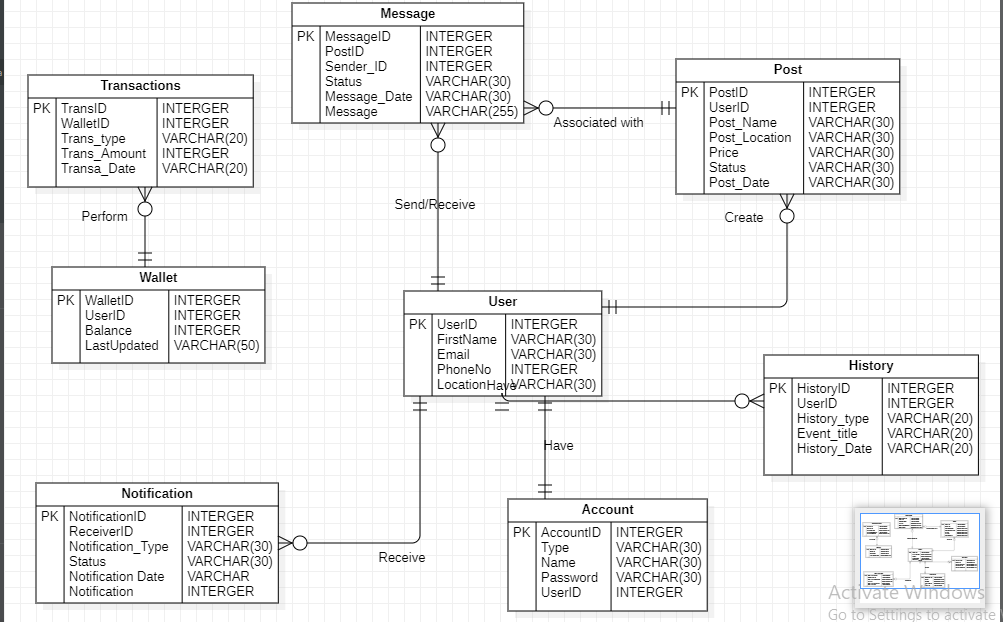 Message
PK MessageID INTERGER
PostID INTERGER
Sender_ID INTERGER
Status VARCHAR(30)
Message_Date VARCHAR(30)
Message VARCHAR(255)
Associated with
Post
PK PostID INTERGER
UserID INTERGER
Post_Name VARCHAR(30)
Post_Location VARCHAR(30)
Price VARCHAR(30)
Status VARCHAR(30)
Post_Date VARCHAR(30)
Transactions
PK TransID INTERGER
WalletID INTERGER
Trans_type VARCHAR(20)
Trans_Amount INTERGER
Transa_Date VARCHAR(20)
Perform
Send/Receive
Create
Wallet
PK WalletID INTERGER
UserID INTERGER
Balance INTERGER
LastUpdated VARCHAR(50)
User
PK UserID INTERGER
FirstName VARCHAR(30)
Email VARCHAR(30)
PhoneNo INTERGER
Location VARCHAR(30)
Have
History
PK HistoryID INTERGER
UserID INTERGER
History_type VARCHAR(20)
Event_title VARCHAR(20)
History_Date VARCHAR(20)
Have
Notification
PK NotificationID INTERGER
ReceiverID INTERGER
Notification_Type VARCHAR(30)
Status VARCHAR(30)
Notification Date VARCHAR
Notification INTERGER
Receive
Account
PK AccountID INTERGER
Type VARCHAR(30)
Name VARCHAR(30)
Password VARCHAR(30)
UserID INTERGER
Activate Windows
Go to Settings to activate